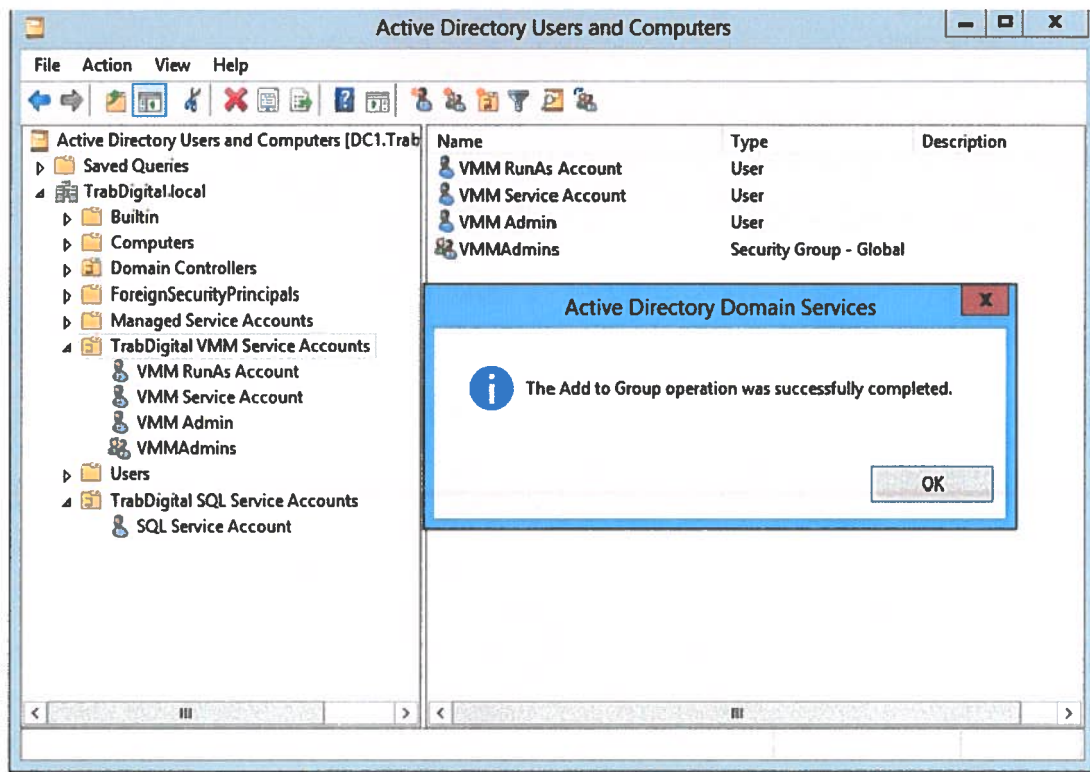 Active Directory Users and Computers
File Action View Help
Active Directory Users and Computers [DC1.Trab
Saved Queries
TrabDigital.local
Builtin
Computers
Domain Controllers
ForeignSecurityPrincipals
Managed Service Accounts
TrabDigital VMM Service Accounts
VMM RunAs Account
VMM Service Account
VMM Admin
VMMAdmins
Users
TrabDigital SQL Service Accounts
SQL Service Account
Name Type Description
VMM RunAs Account User
VMM Service Account User
VMM Admin User
VMMAdmins Security Group - Global
Active Directory Domain Services
The Add to Group operation was successfully completed.
OK